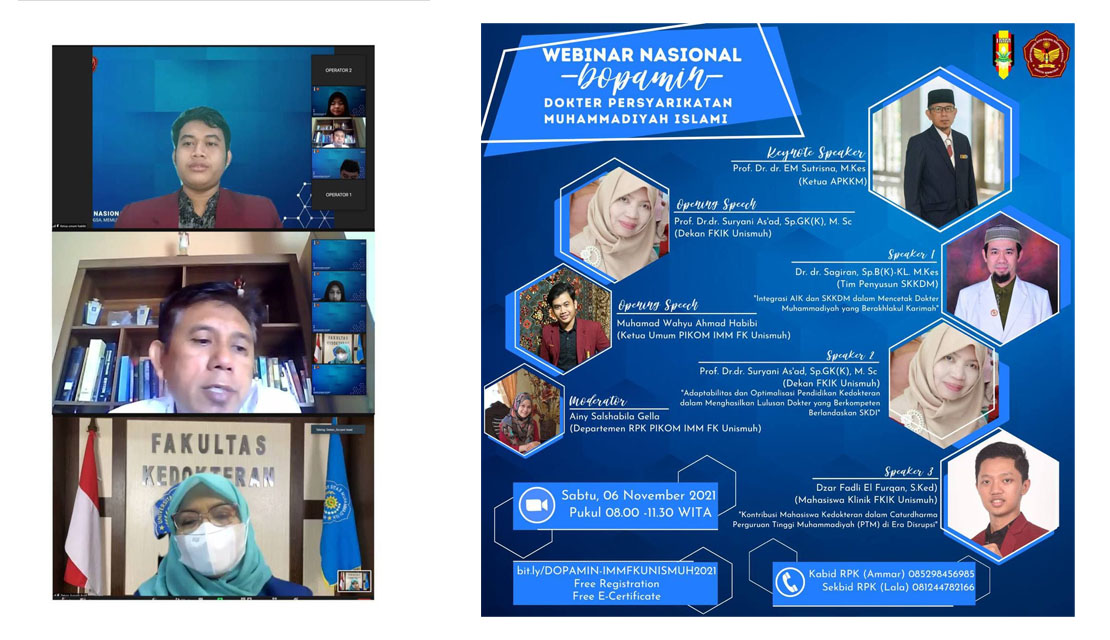 OPERATOR 2
OPERATOR 1
NASION
FAKULTAS
KEDOKTERAN
WEBINAR NASIONAL
Dopamin
DOKTER PERSYARIKATAN
MUHAMMADIYAH ISLAMI
Keynote Speaker
Prof. Dr. dr. EM Sutrisna, M.Kes
(Ketua APKKM)
Opening Speech
Prof. Dr.dr. Suryani As'ad, Sp.GK(K), M. Sc
(Dekan FKIK Unismuh)
Speaker 1
Dr. dr. Sagiran, Sp.B(K)-KL. M.Kes
(Tim Penyusun SKKDM)
"Integrasi AIK dan SKKDM dalam Mencetak Dokter
Muhammadiyah yang Berakhlakul Karimah"
Opening Speech
Muhamad Wahyu Ahmad Habibi
(Ketua Umum PIKOM IMM FK Unismuh)
Speaker 2
Prof. Dr.dr. Suryani As'ad, Sp.GK(K), M. Sc
(Dekan FKIK Unismuh)
"Adaptabilitas dan Optimalisasi Pendidikan Kedokteran
dalam Menghasilkan Lulusan Dokter yang Berkompeten
Berlandaskan SKDI"
Moderator
Ainy Salshabila Gella
(Departemen RPK PIKOM IMM FK Unismuh)
Speaker 3
Dzar Fadli El Furqan, S.Ked)
(Mahasiswa Klinik FKIK Unismuh)
"Kontribusi Mahasiswa Kedokteran dalam Caturdharma
Perguruan Tinggi Muhammadiyah (PTM) di Era Disrupsi"
Sabtu, 06 November 2021
Pukul 08.00 -11.30 WITA
bit.ly/DOPAMIN-IMMFKUNISMUH2021
Free Registration
Free E-Certificate
Kabid RPK (Ammar) 085298456985
Sekbid RPK (Lala) 081244782166